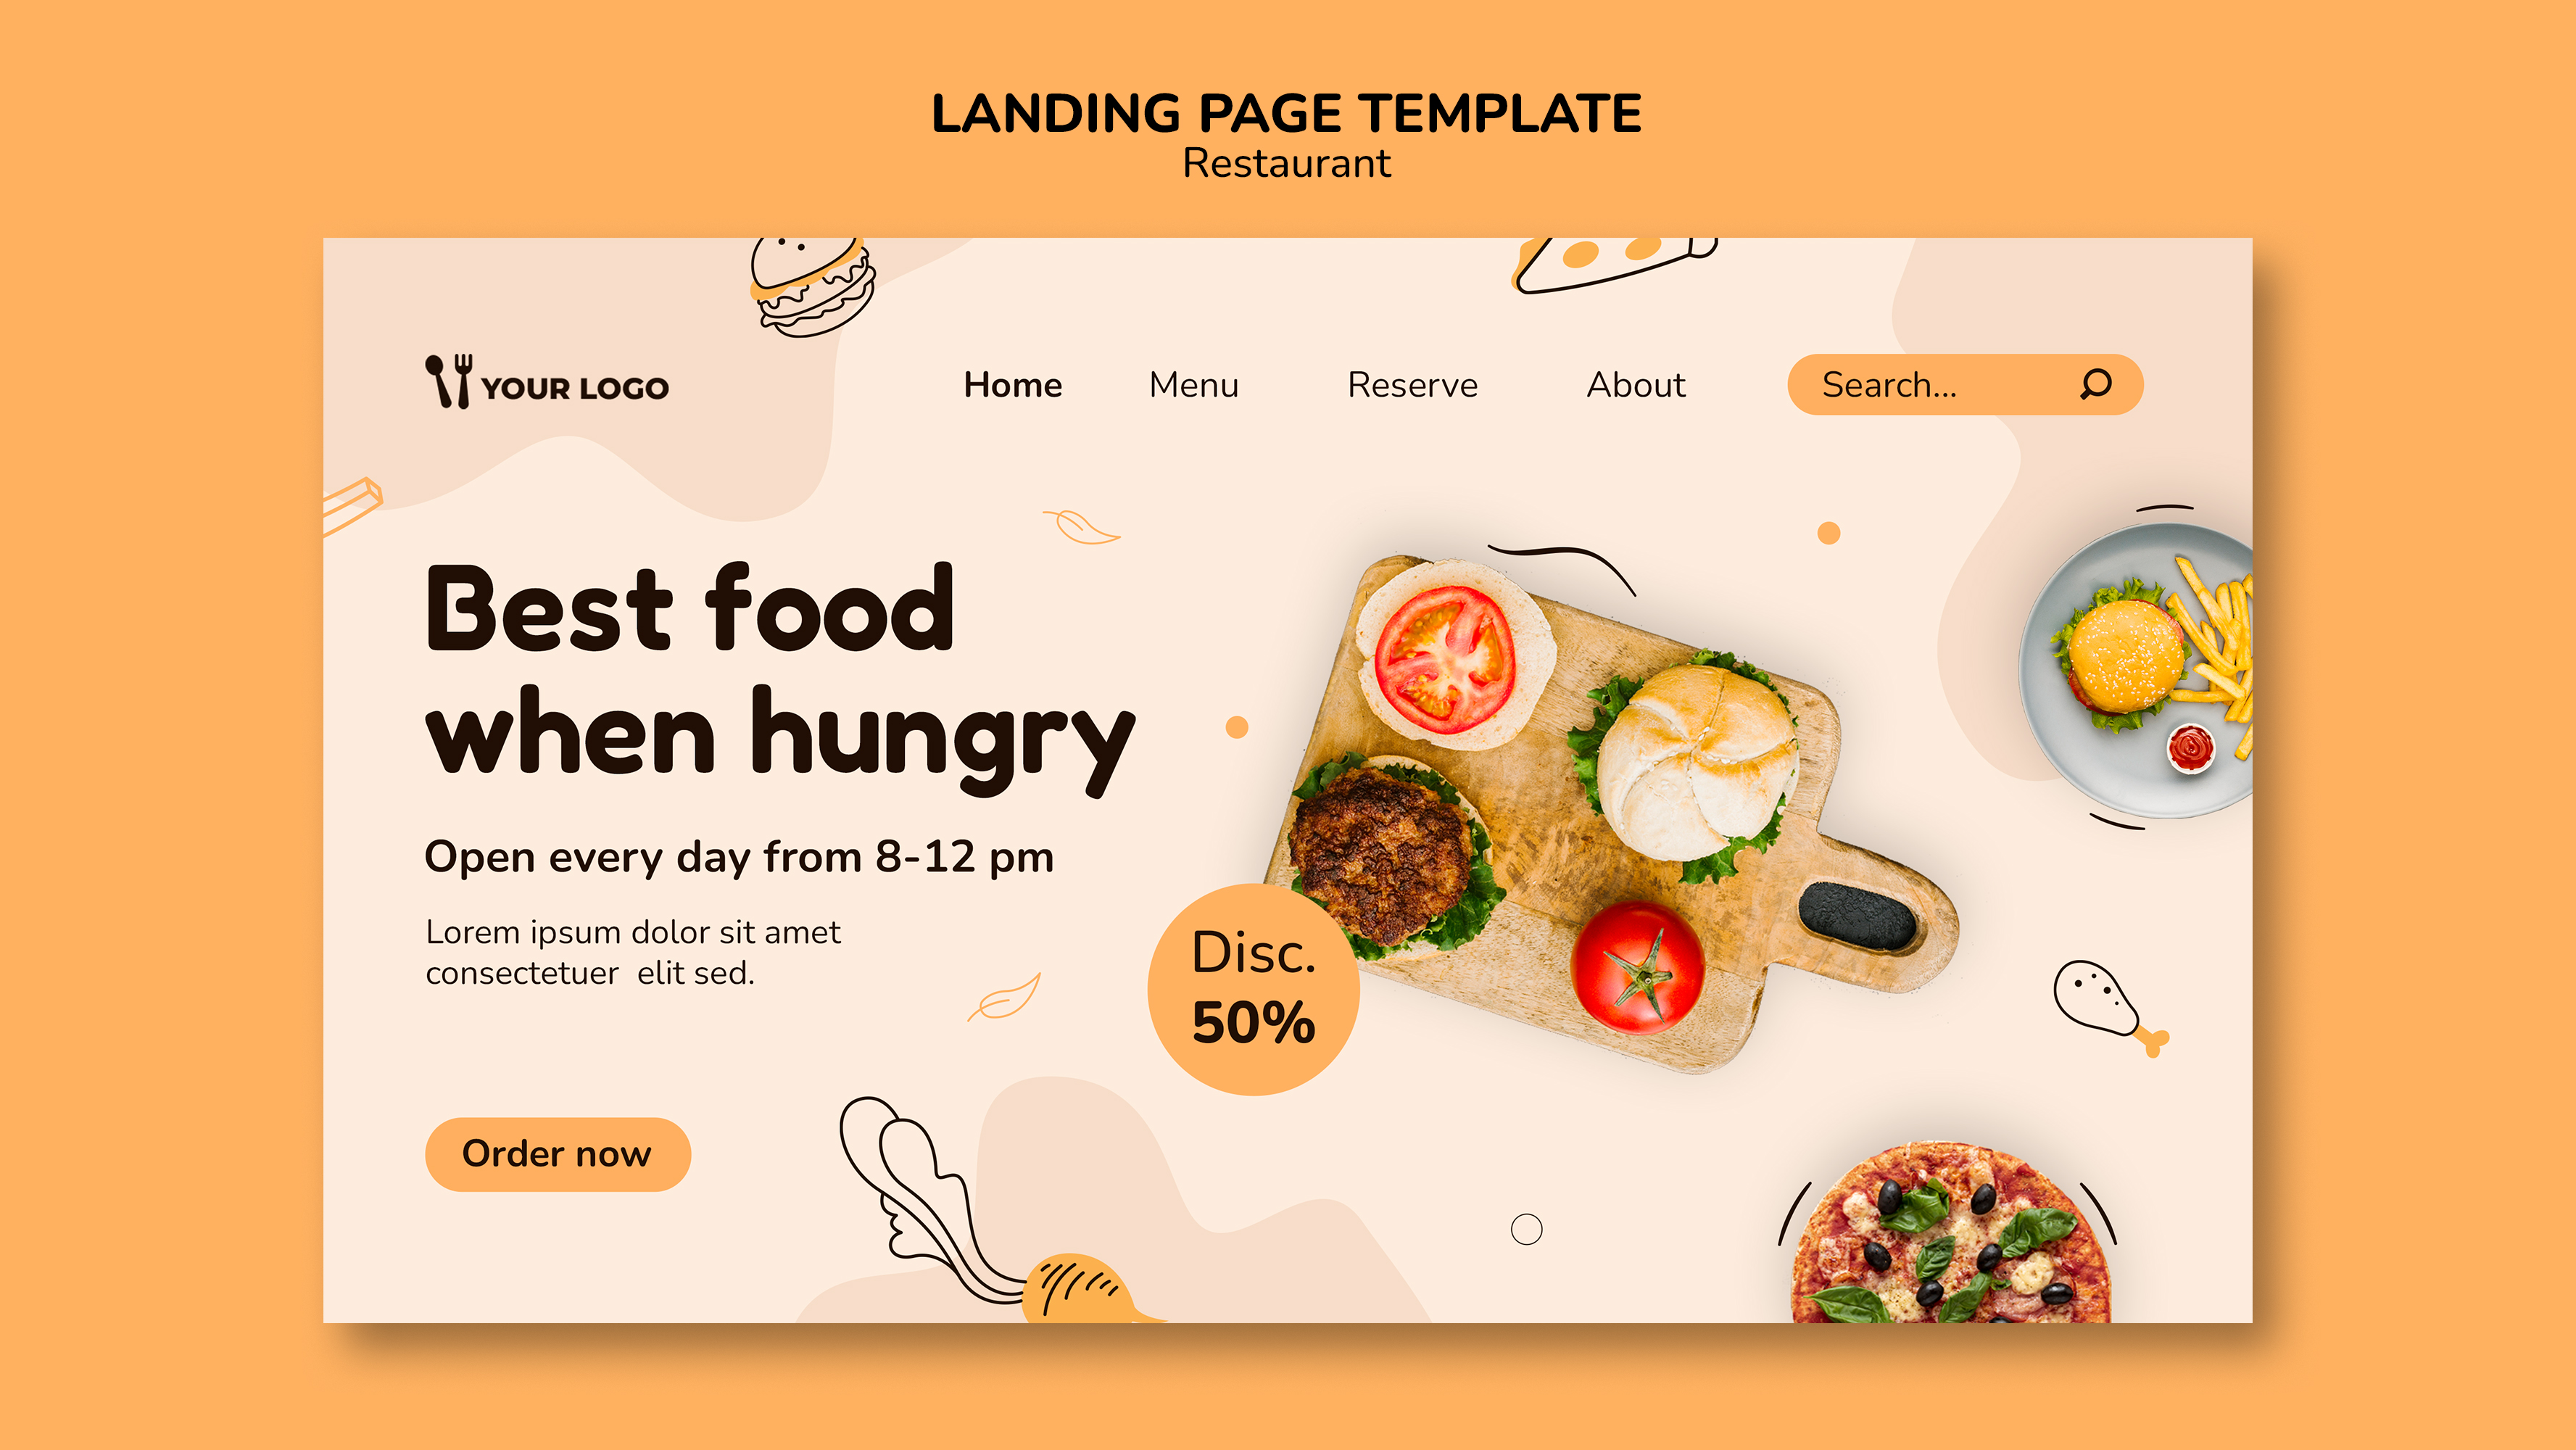 LANDING PAGE TEMPLATE
Restaurant
YOUR LOGO
Home
Menu
Reserve
About
Search...
Best food
when hungry
Open every day from 8-12 pm
Lorem ipsum dolor sit amet
consectetuer  elit sed.
Disc.
50%
Order now